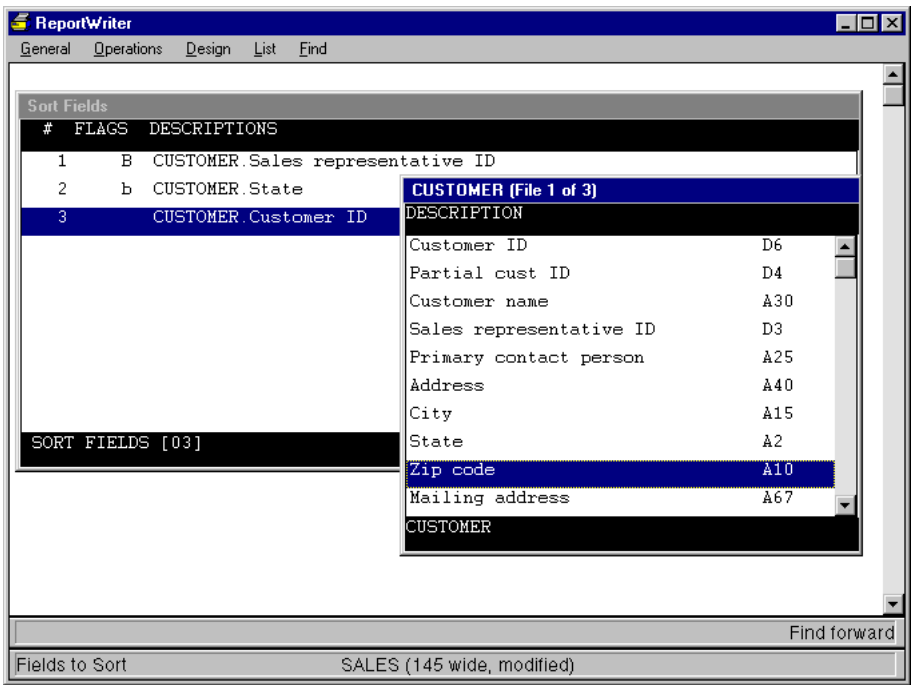 ReportWriter
General Operations Design List Find
Sort Fields
# FLAGS DESCRIPTIONS
1 B CUSTOMER.Sales representative ID
2 b CUSTOMER.State
3 CUSTOMER.Customer ID
SORT FIELDS [03]
CUSTOMER (File 1 of 3)
DESCRIPTION
Customer ID D6
Partial cust ID D4
Customer name A30
Sales representative ID D3
Primary contact person A25
Address A40
City A15
State A2
Zip code A10
Mailing address A67
CUSTOMER
Find forward
Fields to Sort SALES (145 wide, modified)